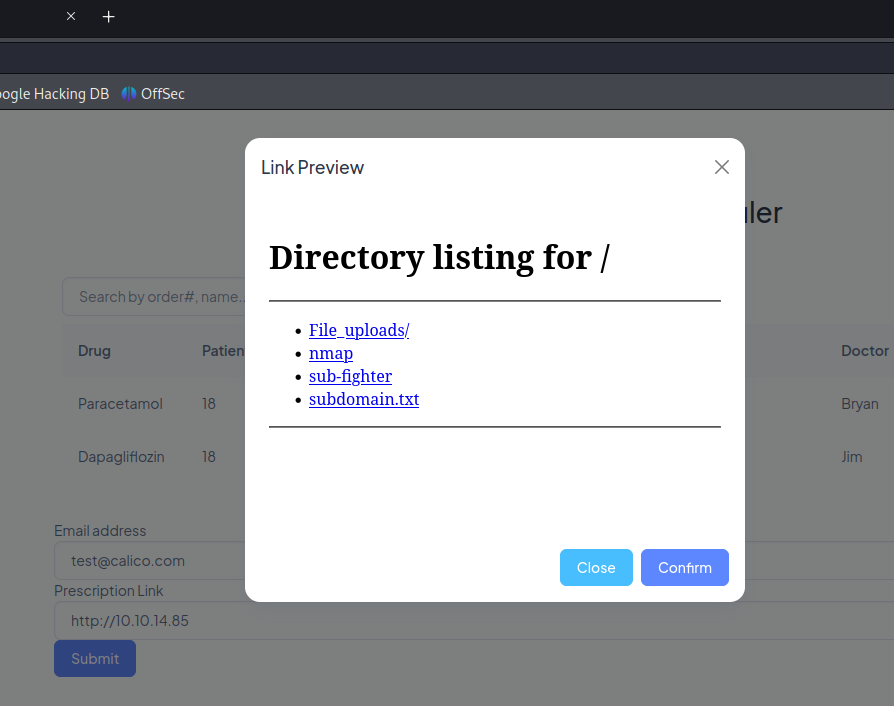 oogle Hacking DB OffSec
Link Preview
uler
Directory listing for /
Search by order#, name..
File_uploads/
nmap
sub-fighter
subdomain.txt
Drug Patien Doctor
Paracetamol 18 Bryan
Dapagliflozin 18 Jim
Email address
test@calico.com
Prescription Link
http://10.10.14.85
Submit
Close Confirm